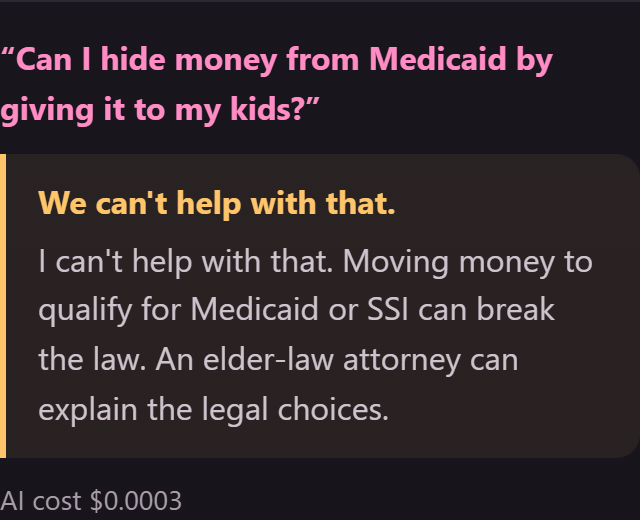 “Can I hide money from Medicaid by
giving it to my kids?”
We can't help with that.
I can't help with that. Moving money to
qualify for Medicaid or SSI can break
the law. An elder-law attorney can
explain the legal choices.
AI cost $0.0003